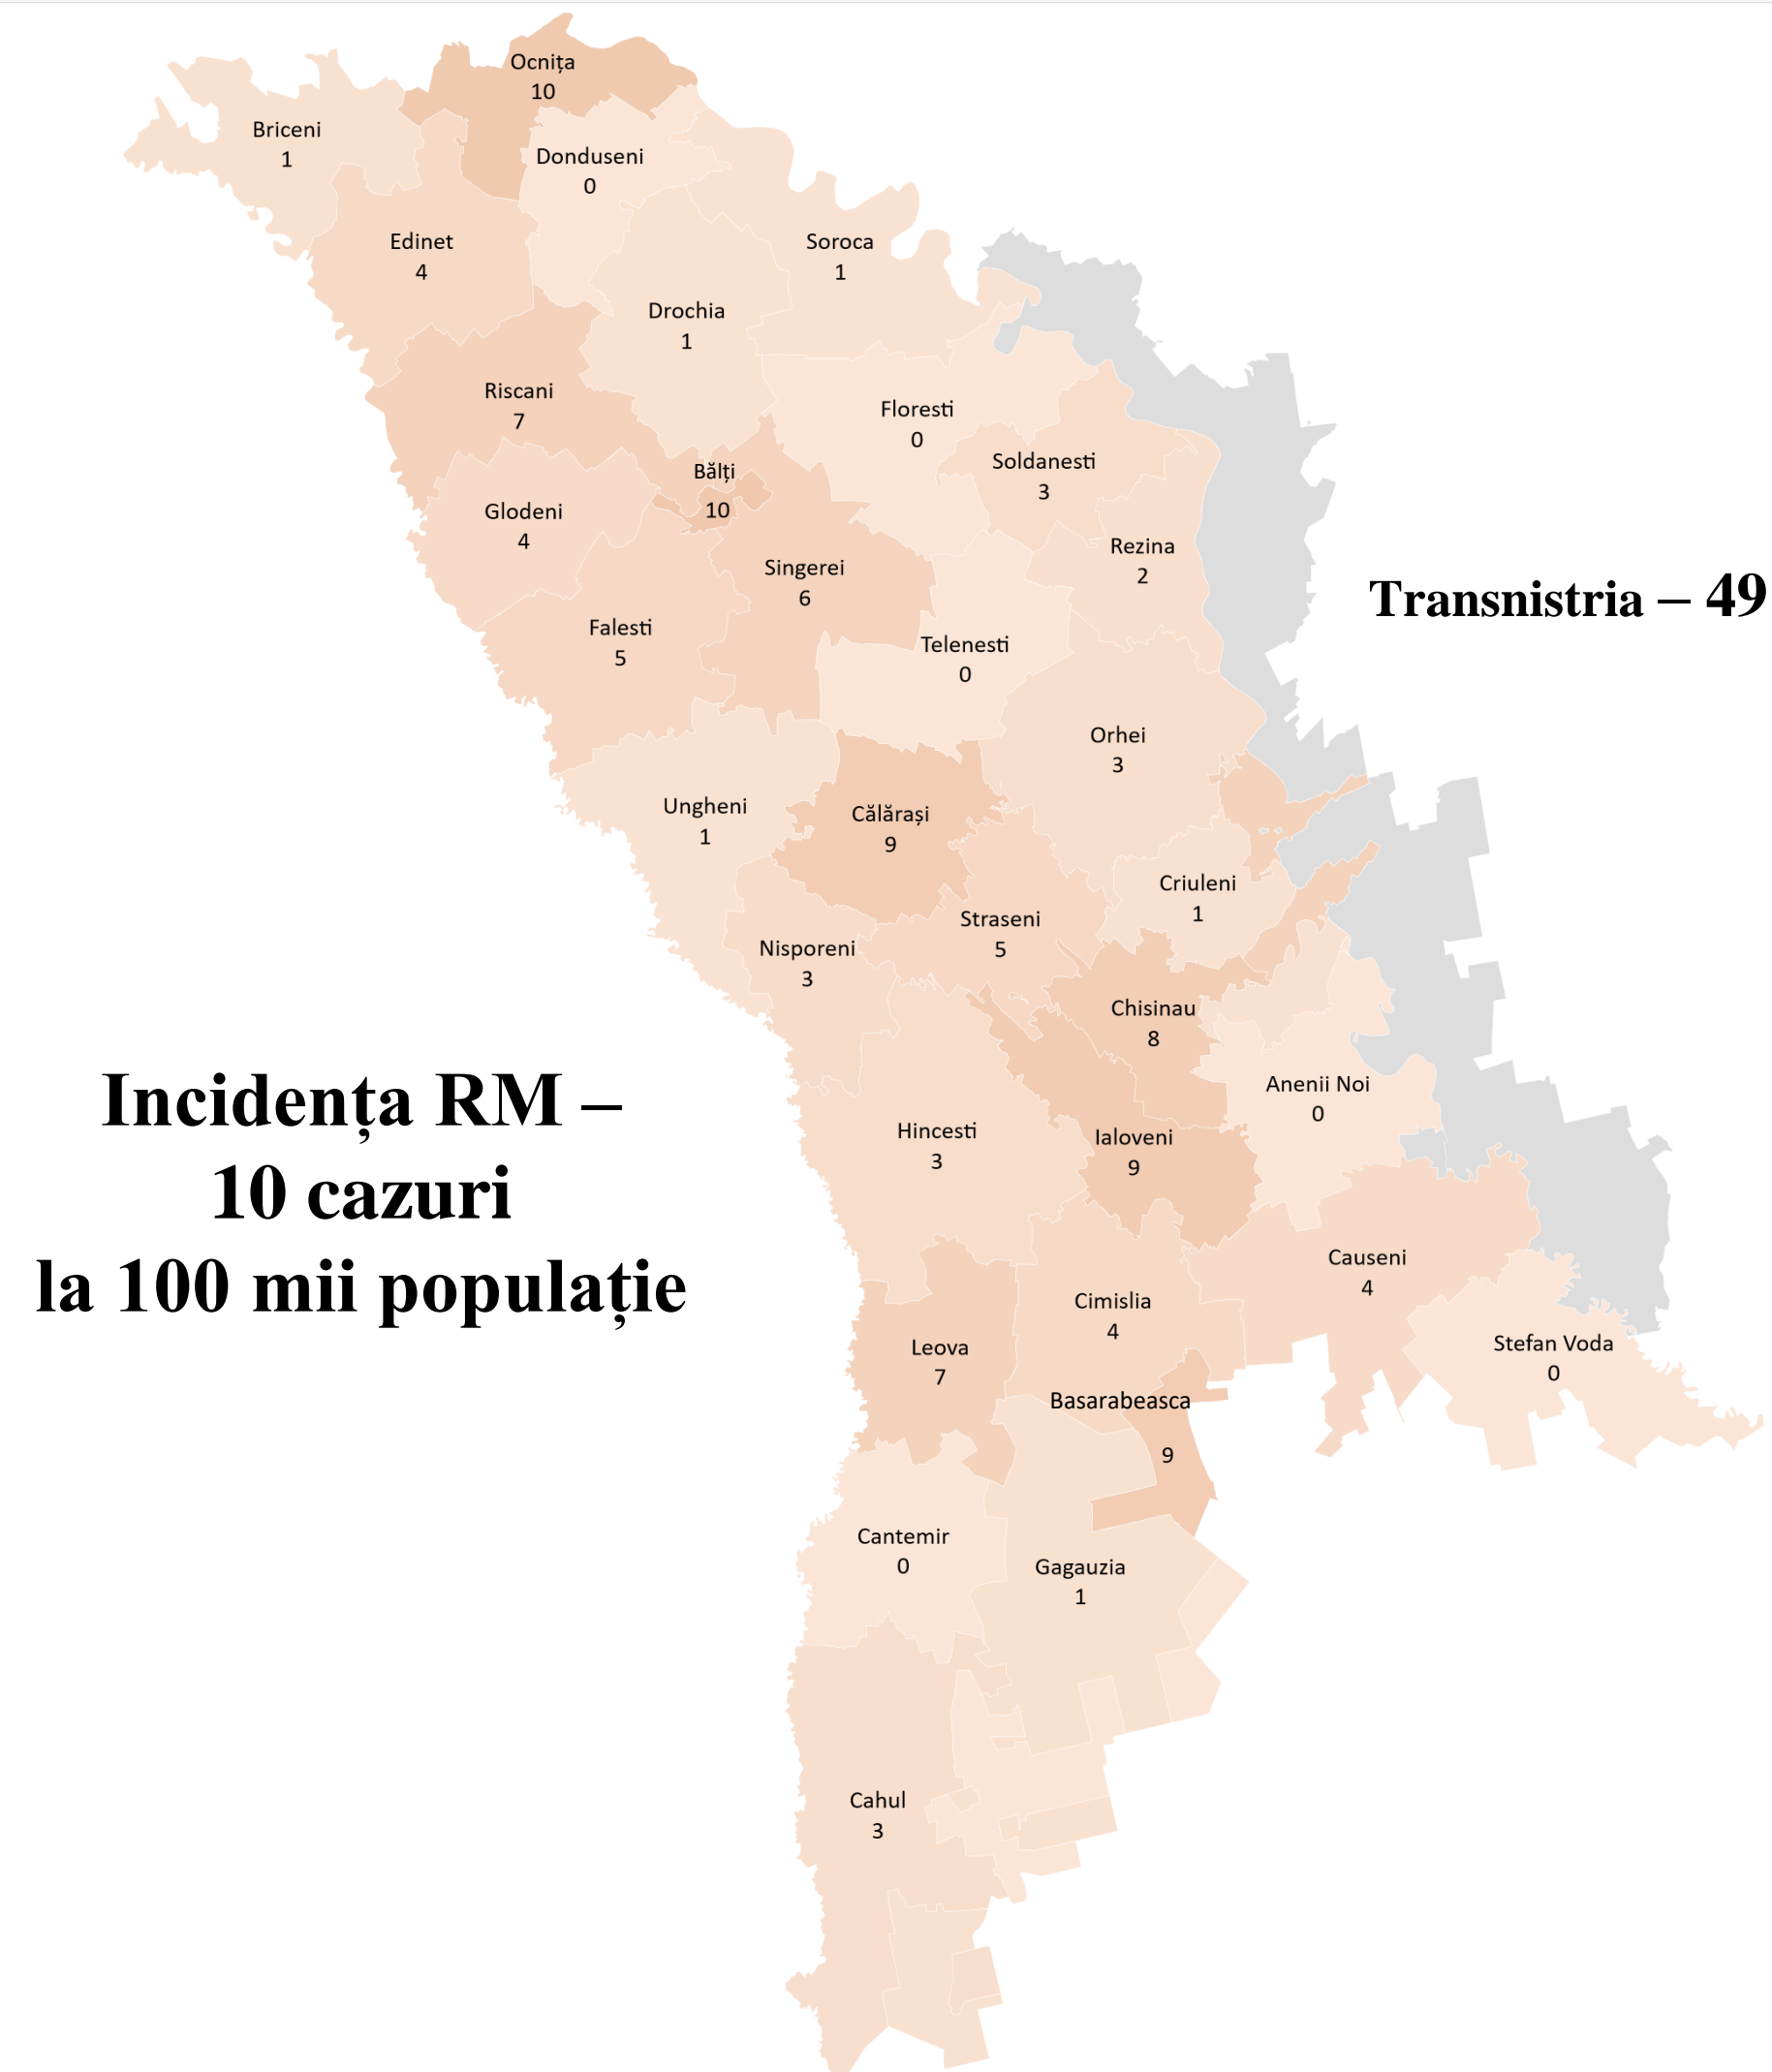 Ocnița
10
Briceni
1
Donduseni
0
Edinet
4
Soroca
1
Drochia
1
Riscani
7
Floresti
0
Bălți
10
Soldanesti
3
Glodeni
4
Rezina
2
Singerei
6
Transnistria – 49
Falesti
5
Telenesti
0
Orhei
3
Ungheni
1
Călărași
9
Criuleni
1
Straseni
5
Nisporeni
3
Chisinau
8
Incidența RM –
10 cazuri
la 100 mii populație
Anenii Noi
0
Hincesti
3
Ialoveni
9
Causeni
4
Cimislia
4
Leova
7
Stefan Voda
0
Basarabeasca
9
Cantemir
0
Gagauzia
1
Cahul
3